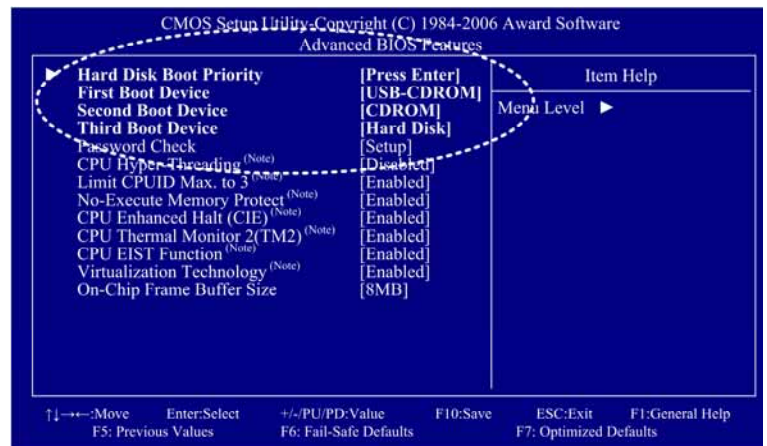 CMOS Setup Utility-Copyright (C) 1984-2006 Award Software
Advanced BIOS Features
Hard Disk Boot Priority [Press Enter]
First Boot Device [USB-CDROM]
Second Boot Device [CDROM]
Third Boot Device [Hard Disk]
Password Check [Setup]
CPU Hyper-Threading (Note) [Disabled]
Limit CPUID Max. to 3 (Note) [Enabled]
No-Execute Memory Protect (Note) [Enabled]
CPU Enhanced Halt (CIE) (Note) [Enabled]
CPU Thermal Monitor 2(TM2) (Note) [Enabled]
CPU EIST Function (Note) [Enabled]
Virtualization Technology (Note) [Enabled]
On-Chip Frame Buffer Size [8MB]
Item Help
Menu Level ►
↑↓→←:Move Enter:Select +/-/PU/PD:Value F10:Save ESC:Exit F1:General Help
F5: Previous Values F6: Fail-Safe Defaults F7: Optimized Defaults